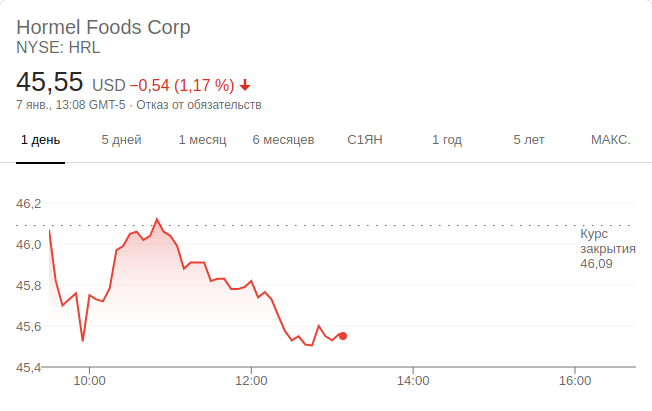 Hormel Foods Corp
NYSE: HRL
45,55 USD −0,54 (1,17 %)
7 янв., 13:08 GMT-5 · Отказ от обязательств
1 день 5 дней 1 месяц 6 месяцев С1ЯН 1 год 5 лет МАКС.
46,2
Курс
закрытия
46,09
46,0
45,8
45,6
45,4
10:00 12:00 14:00 16:00